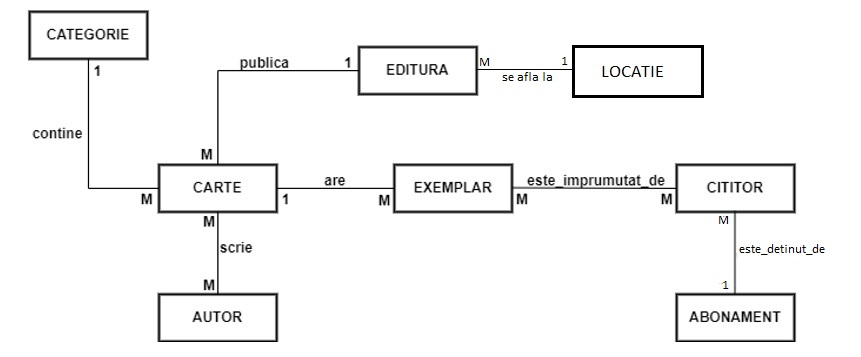 CATEGORIE
1
publica
1
EDITURA
M
se afla la
1
LOCATIE
contine
M
M
CARTE
1
are
M
EXEMPLAR
M
este_imprumutat_de
M
CITITOR
M
scrie
M
AUTOR
M
este_detinut_de
1
ABONAMENT